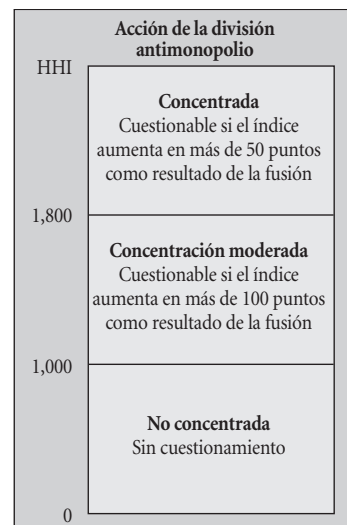 Acción de la división
antimonopolio
HHI
Concentrada
Cuestionable si el índice
aumenta en más de 50 puntos
como resultado de la fusión
1,800
Concentración moderada
Cuestionable si el índice
aumenta en más de 100 puntos
como resultado de la fusión
1,000
No concentrada
Sin cuestionamiento
0